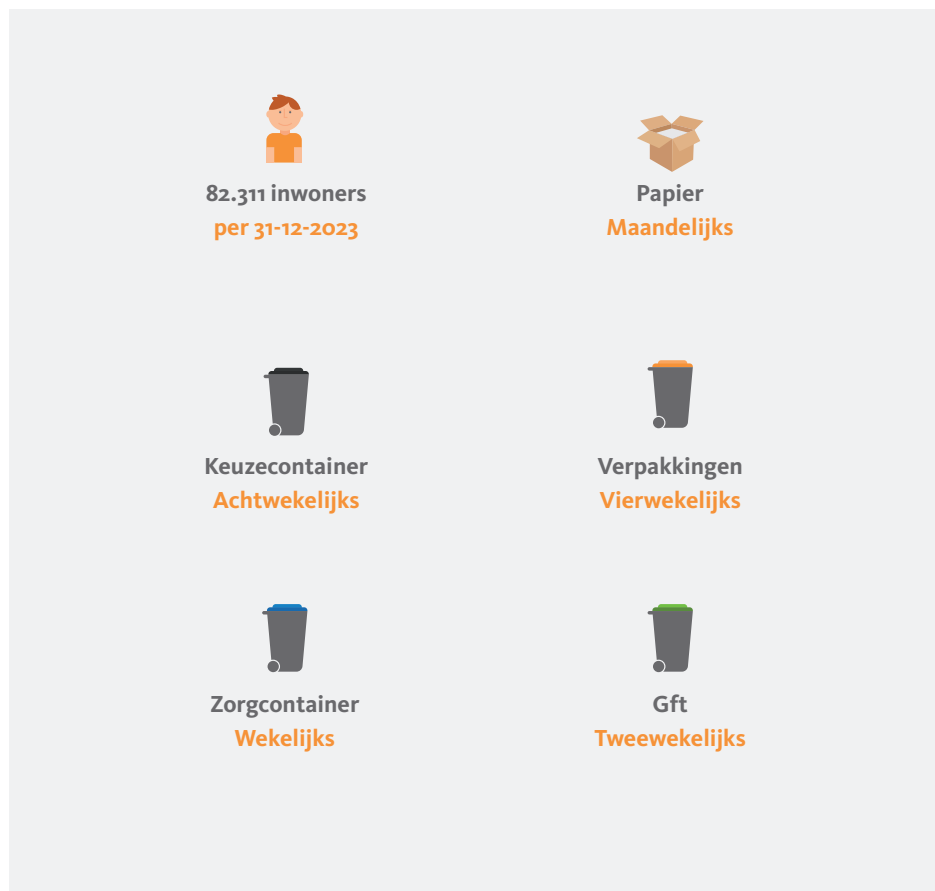 82.311 inwoners
per 31-12-2023
Papier
Maandelijks
Keuzecontainer
Achtwekelijks
Verpakkingen
Vierwekelijks
Zorgcontainer
Wekelijks
Gft
Tweewekelijks